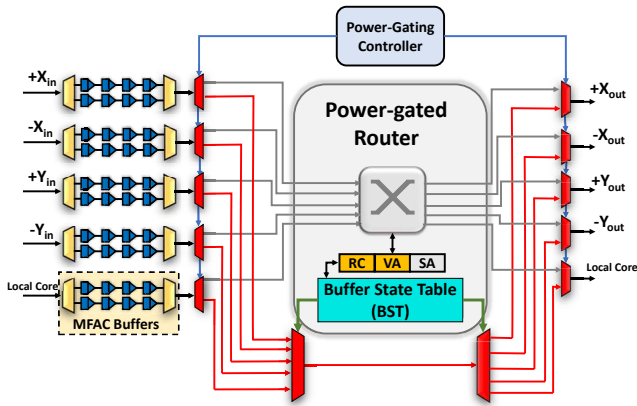 Power-Gating
Controller
+Xin
-Xin
+Yin
-Yin
Local Core
MFAC Buffers
Power-gated
Router
RC VA SA
Buffer State Table
(BST)
+Xout
-Xout
+Yout
-Yout
Local Core